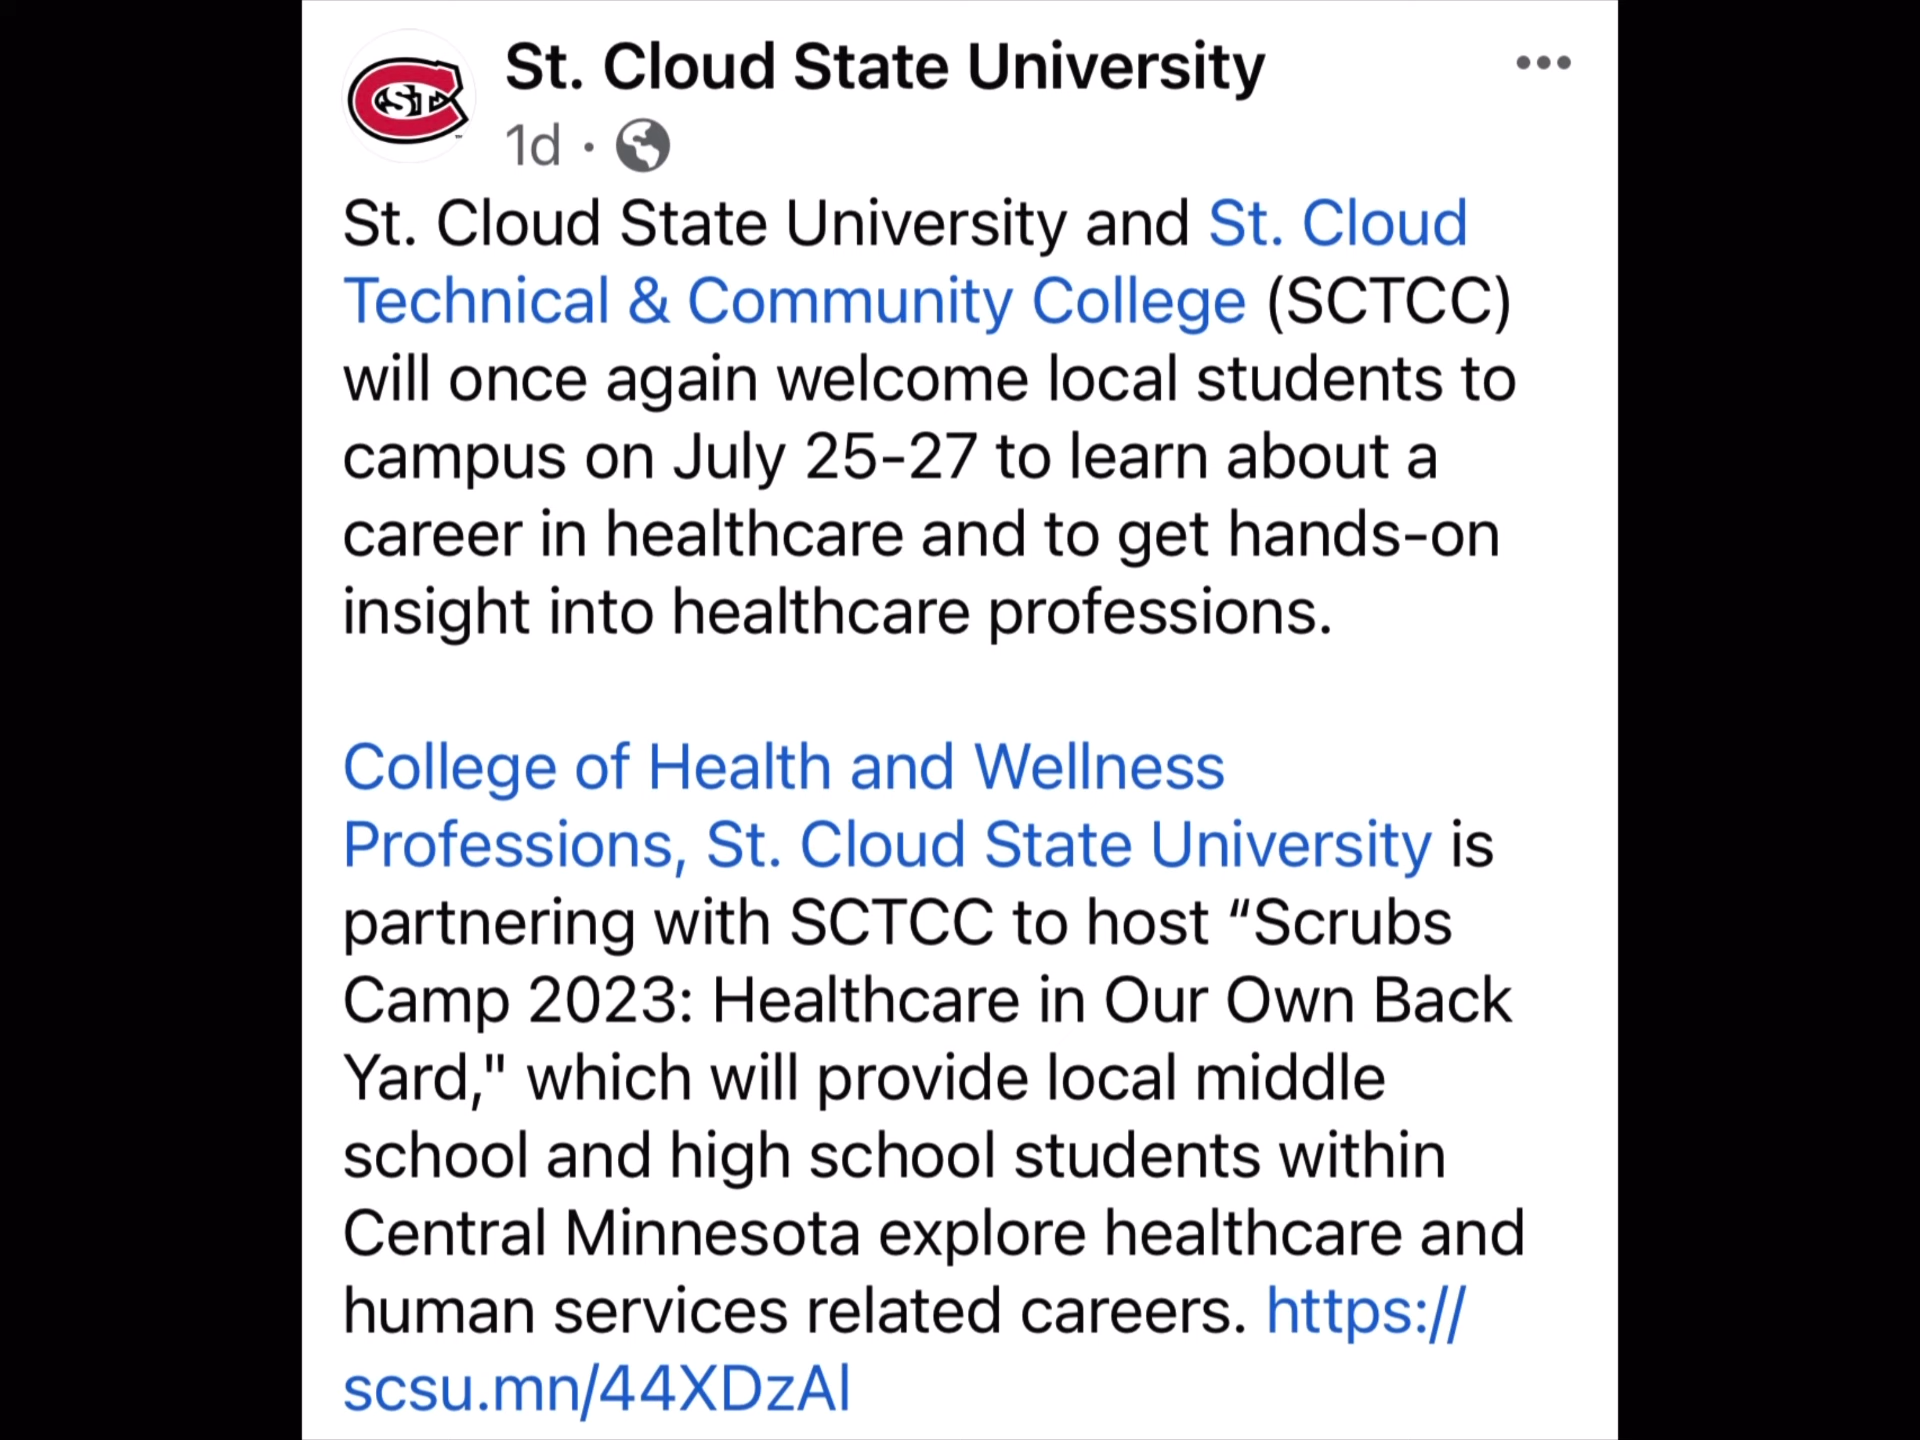 St. Cloud State University
1d ·
St. Cloud State University and St. Cloud
Technical & Community College (SCTCC)
will once again welcome local students to
campus on July 25-27 to learn about a
career in healthcare and to get hands-on
insight into healthcare professions.
College of Health and Wellness
Professions, St. Cloud State University is
partnering with SCTCC to host “Scrubs
Camp 2023: Healthcare in Our Own Back
Yard," which will provide local middle
school and high school students within
Central Minnesota explore healthcare and
human services related careers. https://
scsu.mn/44XDzAl